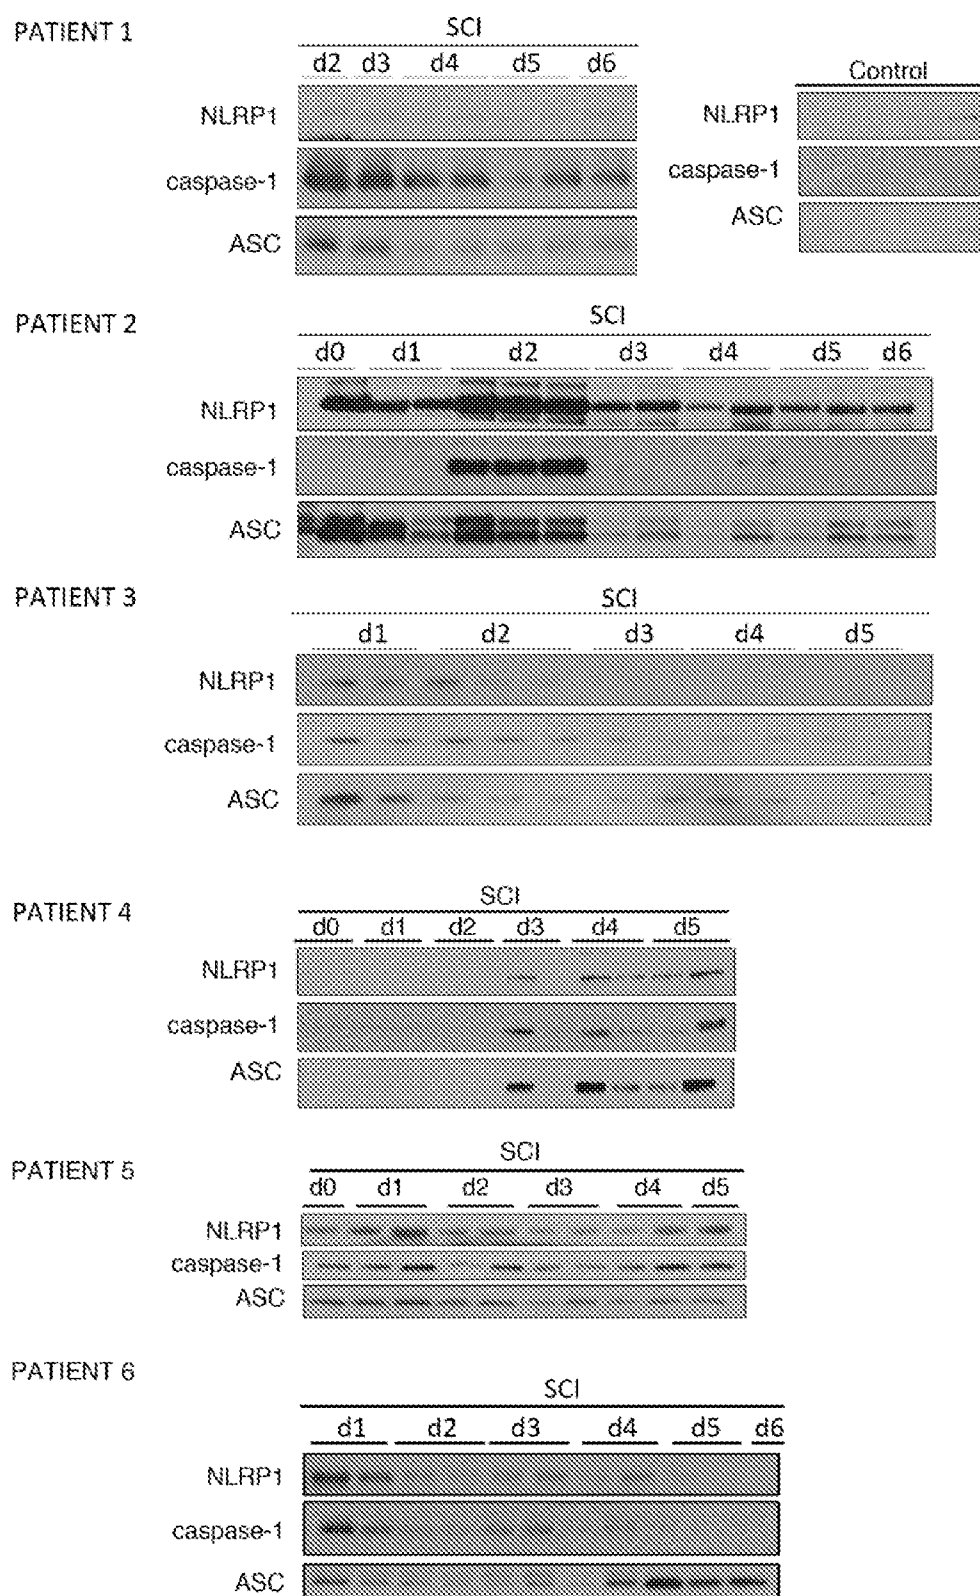 PATIENT 1
SCI
d2 d3 d4 d5 d6
NLRP1
caspase-1
ASC
Control
NLRP1
caspase-1
ASC
PATIENT 2
SCI
d0 d1 d2 d3 d4 d5 d6
NLRP1
caspase-1
ASC
PATIENT 3
SCI
d1 d2 d3 d4 d5
NLRP1
caspase-1
ASC
PATIENT 4
SCI
d0 d1 d2 d3 d4 d5
NLRP1
caspase-1
ASC
PATIENT 5
SCI
d0 d1 d2 d3 d4 d5
NLRP1
caspase-1
ASC
PATIENT 6
SCI
d1 d2 d3 d4 d5 d6
NLRP1
caspase-1
ASC